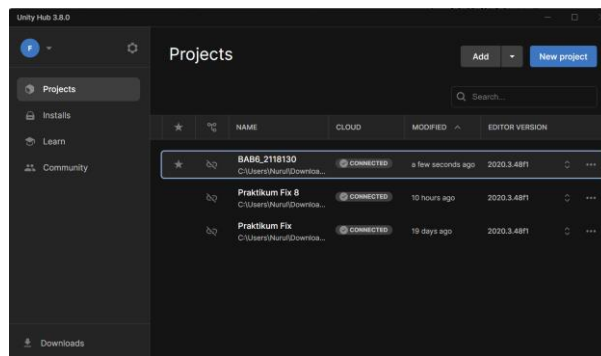 Unity Hub 3.8.0
F
Projects
Installs
Learn
Community
Downloads
Projects
Add
New project
Search...
NAME CLOUD MODIFIED EDITOR VERSION
BAB6_2118130 CONNECTED a few seconds ago 2020.3.48f1
C:\Users\Nurul\Downloa...
Praktikum Fix 8 CONNECTED 10 hours ago 2020.3.48f1
C:\Users\Nurul\Downloa...
Praktikum Fix CONNECTED 19 days ago 2020.3.48f1
C:\Users\Nurul\Downloa...